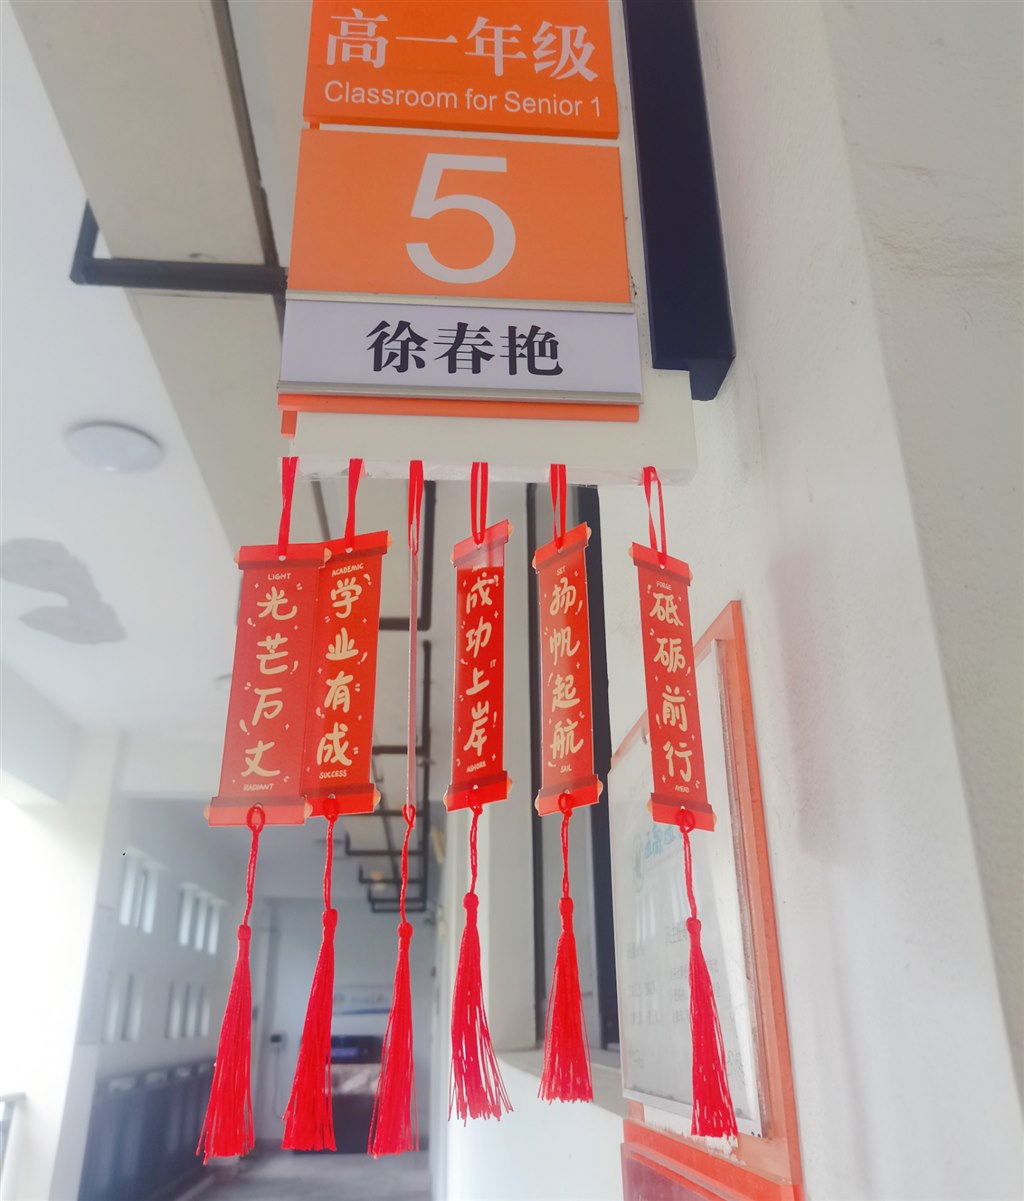 高一年级
Classroom for Senior 1
5
徐春艳
LIGHT
光芒万丈
RADIANT
ACADEMIC
学业有成
SUCCESS
成功上岸
ASHORE
SET
扬帆起航
SAIL
FORGE
砥砺前行
AHEAD